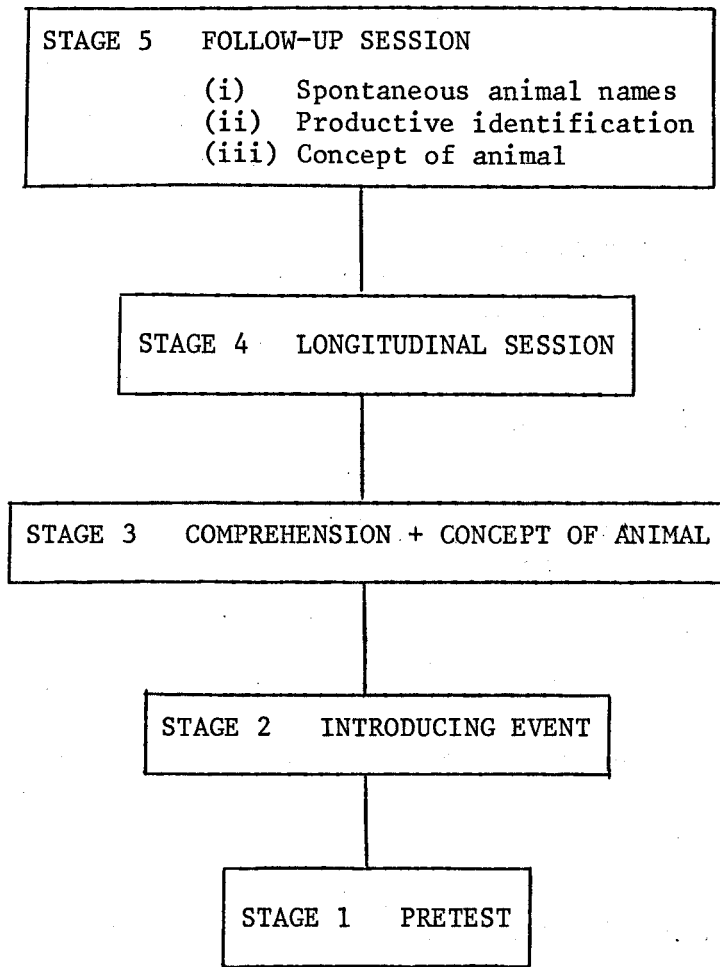 STAGE 5 FOLLOW-UP SESSION
(i) Spontaneous animal names
(ii) Productive identification
(iii) Concept of animal
STAGE 4 LONGITUDINAL SESSION
STAGE 3 COMPREHENSION + CONCEPT OF ANIMAL
STAGE 2 INTRODUCING EVENT
STAGE 1 PRETEST